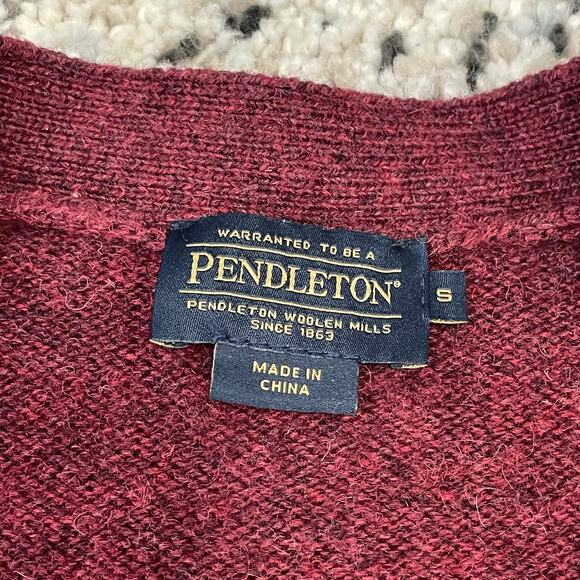 WARRANTED TO BE A
PENDLETON®
PENDLETON WOOLEN MILLS
SINCE 1863
S
MADE IN
CHINA